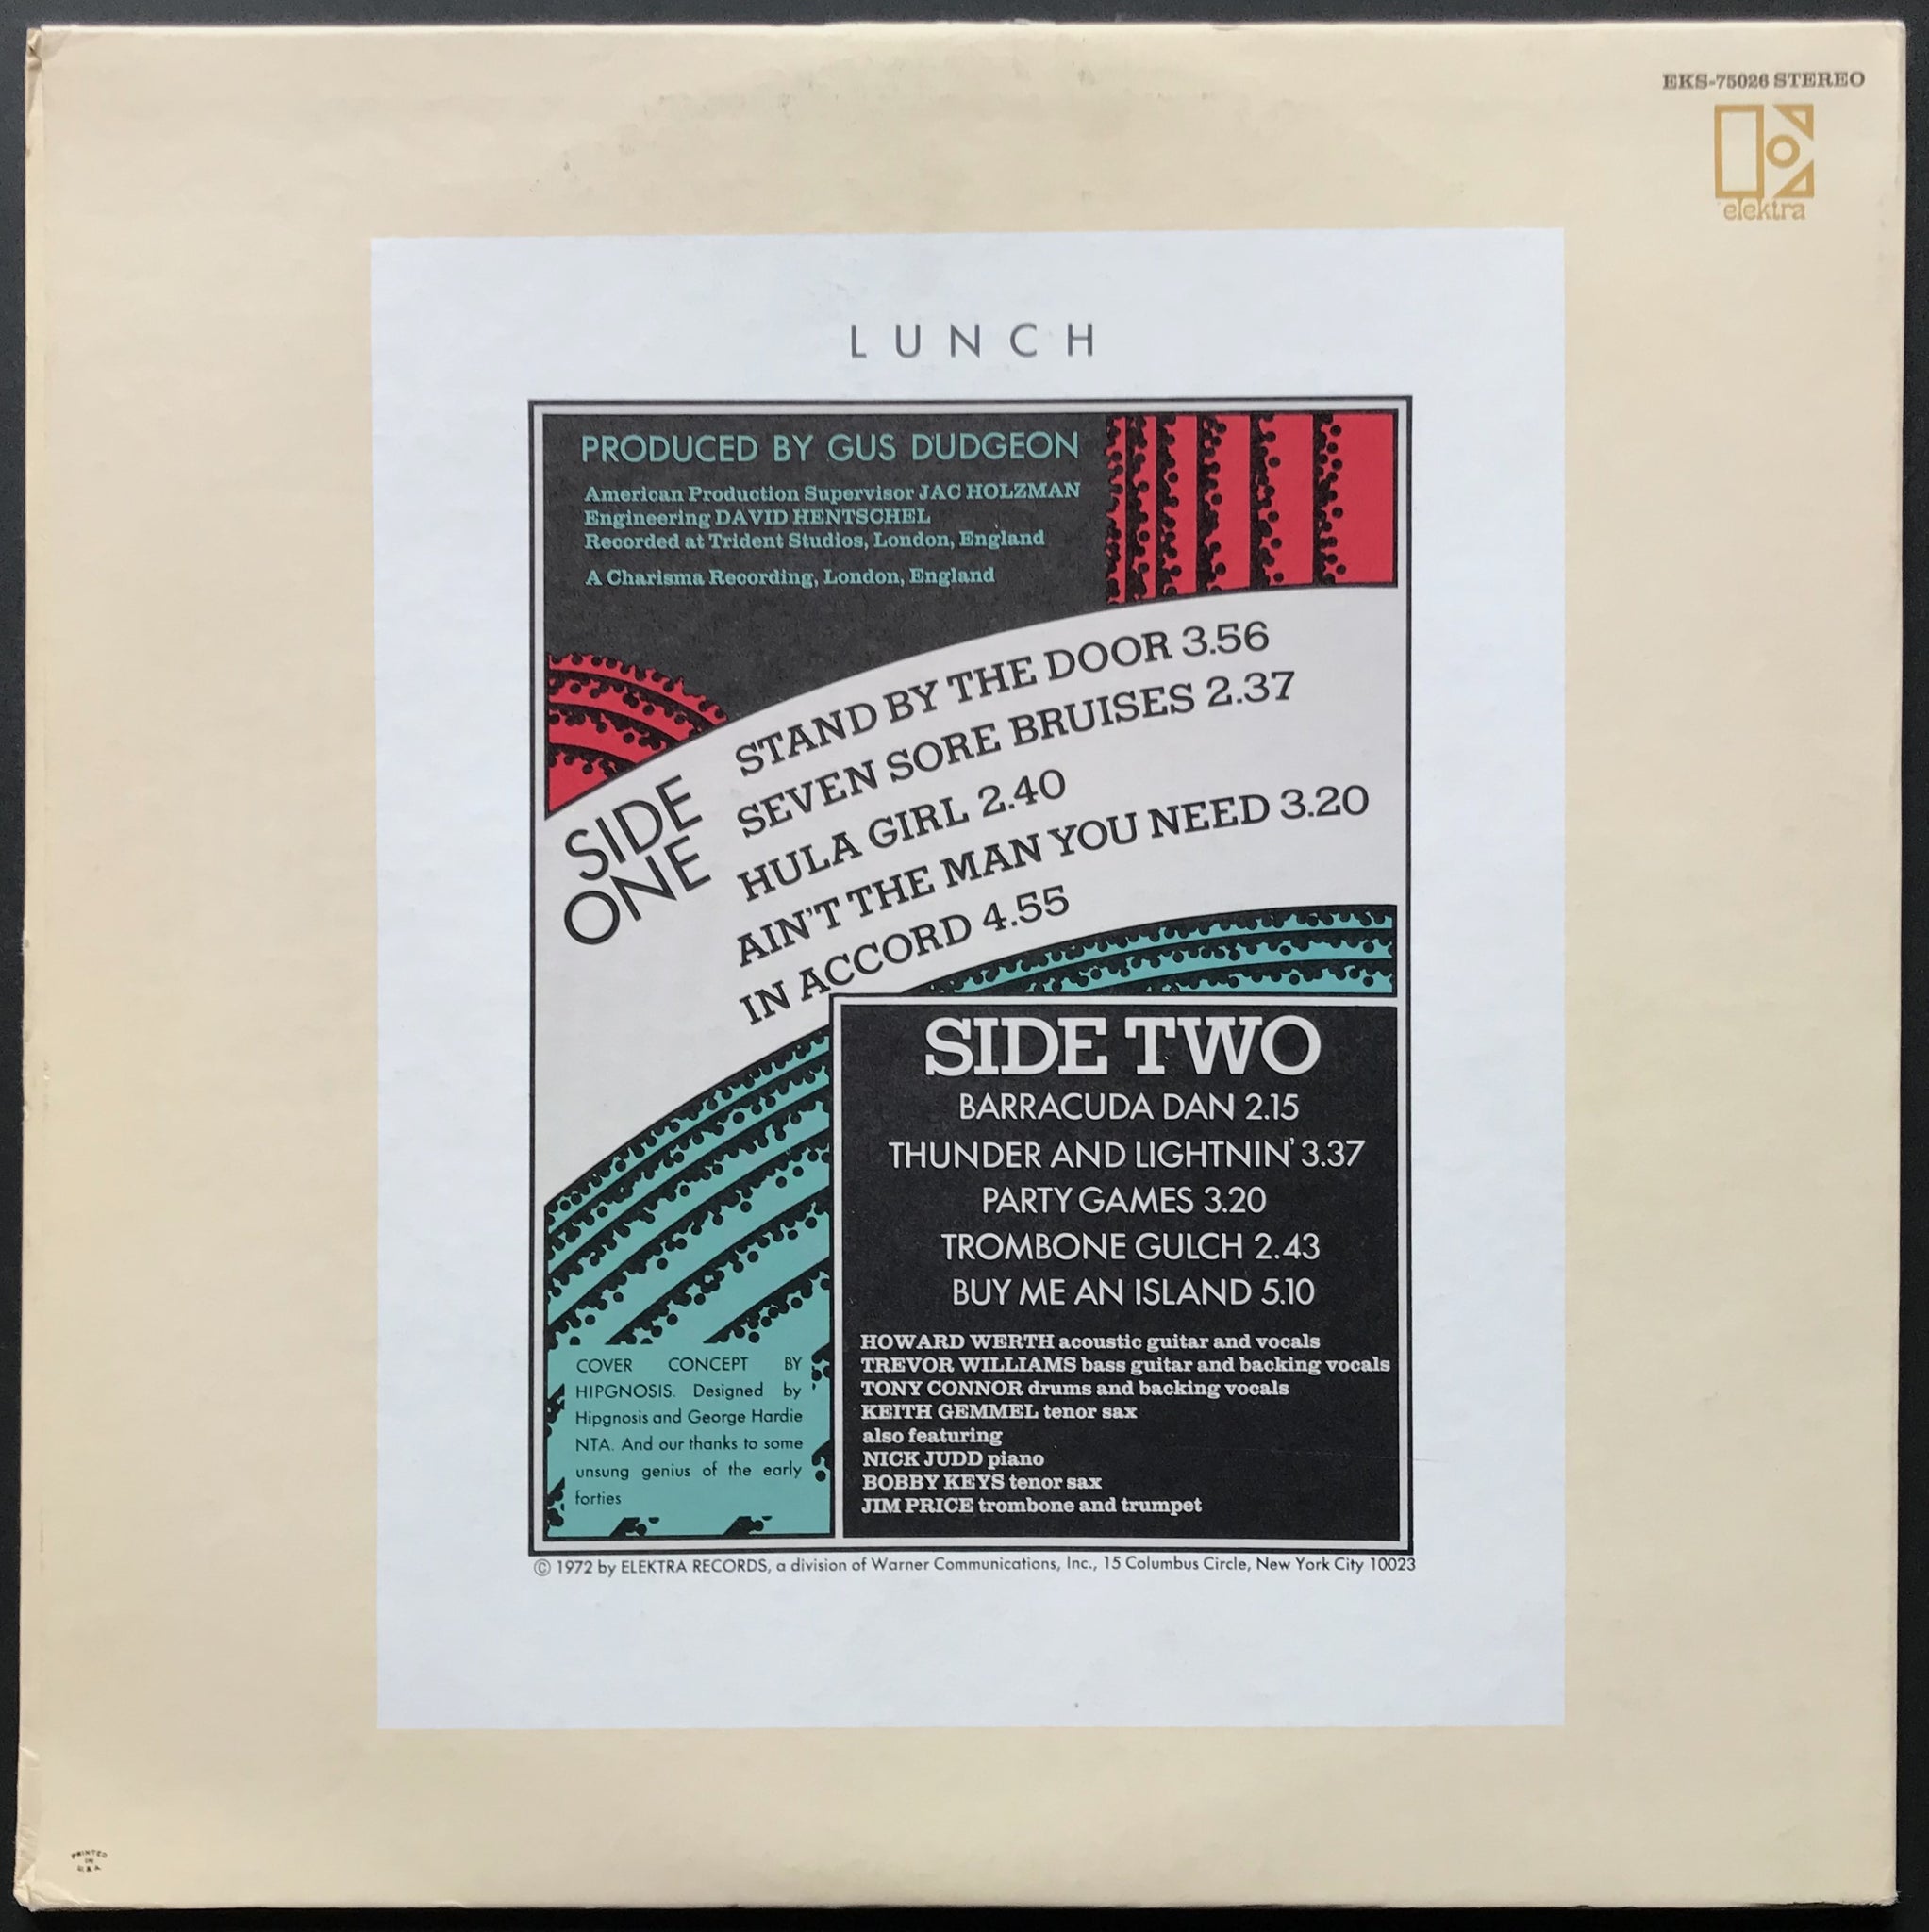 EKS-75026 STEREO
elektra
LUNCH
PRODUCED BY GUS DUDGEON
American Production Supervisor JAC HOLZMAN
Engineering DAVID HENTSCHEL
Recorded at Trident Studios, London, England
A Charisma Recording, London, England
SIDE
ONE
STAND BY THE DOOR 3.56
SEVEN SORE BRUISES 2.37
HULA GIRL 2.40
AIN'T THE MAN YOU NEED 3.20
IN ACCORD 4.55
SIDE TWO
BARRACUDA DAN 2.15
THUNDER AND LIGHTNIN' 3.37
PARTY GAMES 3.20
TROMBONE GULCH 2.43
BUY ME AN ISLAND 5.10
HOWARD WERTH acoustic guitar and vocals
TREVOR WILLIAMS bass guitar and backing vocals
TONY CONNOR drums and backing vocals
KEITH GEMMEL tenor sax
also featuring
NICK JUDD piano
BOBBY KEYS tenor sax
JIM PRICE trombone and trumpet
COVER CONCEPT BY
HIPGNOSIS. Designed by
Hipgnosis and George Hardie
NTA. And our thanks to some
unsung genius of the early
forties
© 1972 by ELEKTRA RECORDS, a division of Warner Communications, Inc., 15 Columbus Circle, New York City 10023
PRINTED
IN
U.S.A.